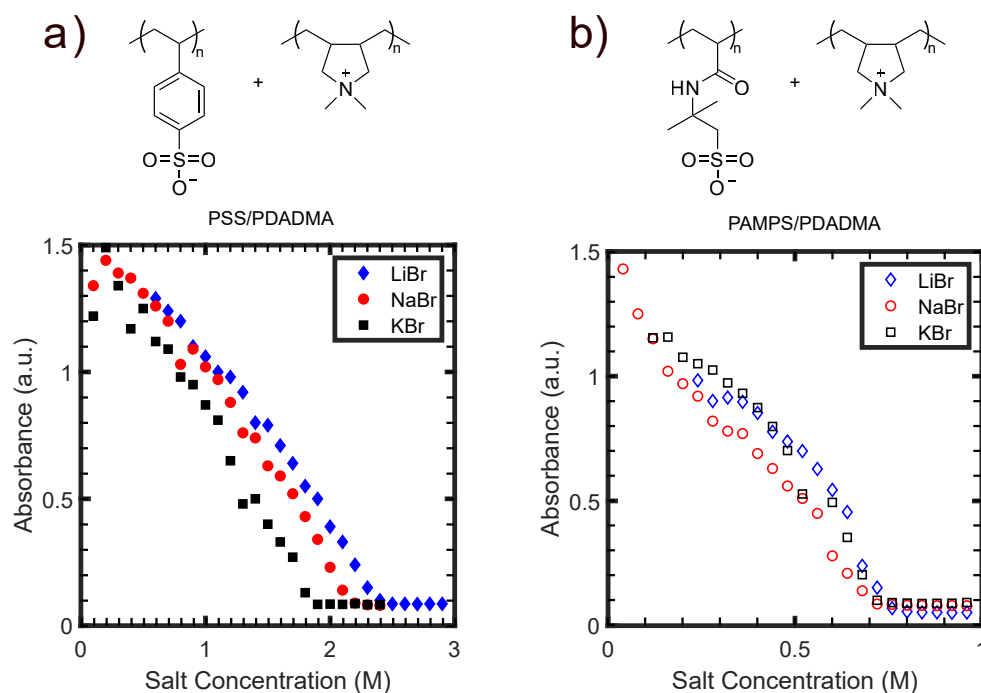 a)
n
+
n
+
N
O
S
O
O-
PSS/PDADMA
1.5
1
0.5
0
0
1
2
3
Absorbance (a.u.)
Salt Concentration (M)
LiBr
NaBr
KBr
b)
n
+
n
NH
O
+
N
O
S
O
O-
PAMPS/PDADMA
1.5
1
0.5
0
0
0.5
1
Absorbance (a.u.)
Salt Concentration (M)
LiBr
NaBr
KBr